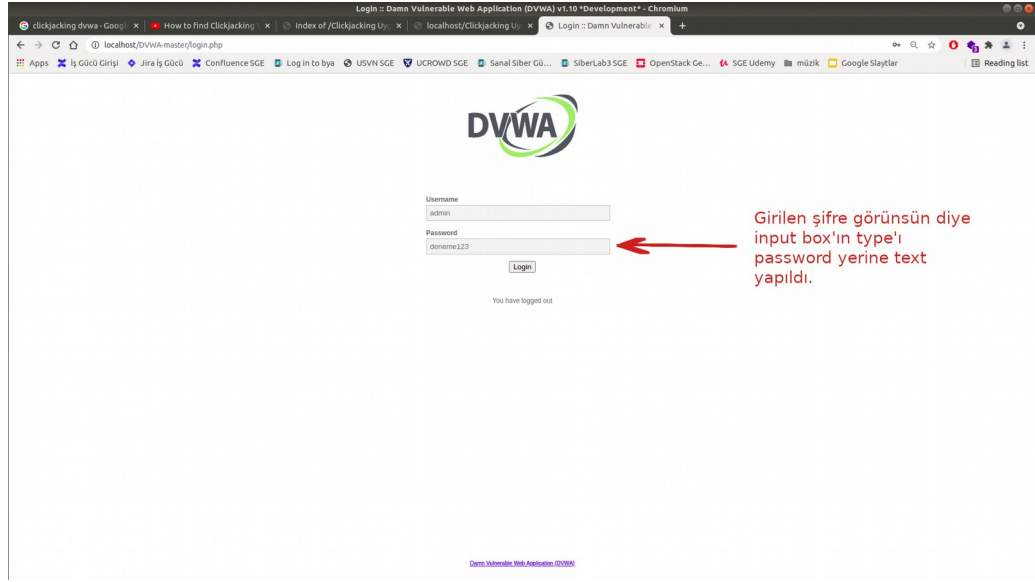 Login :: Damn Vulnerable Web Application (DVWA) v1.10 *Development* - Chromium
clickjacking dvwa - Googl
How to find Clickjacking
Index of /Clickjacking Uyg
localhost/Clickjacking Uy
Login :: Damn Vulnerable
localhost/DVWA-master/login.php
Apps İş Gücü Girişi Jira İş Gücü Confluence SGE Log in to bya USVN SGE UCROWD SGE Sanal Siber Gü... SiberLab3 SGE OpenStack Ge... SGE Udemy müzik Google Slaytlar Reading list
DVWA
Username
admin
Password
deneme123
Login
You have logged out
Girilen şifre görünsün diye
input box'ın type'ı
password yerine text
yapıldı.
Damn Vulnerable Web Application (DVWA)